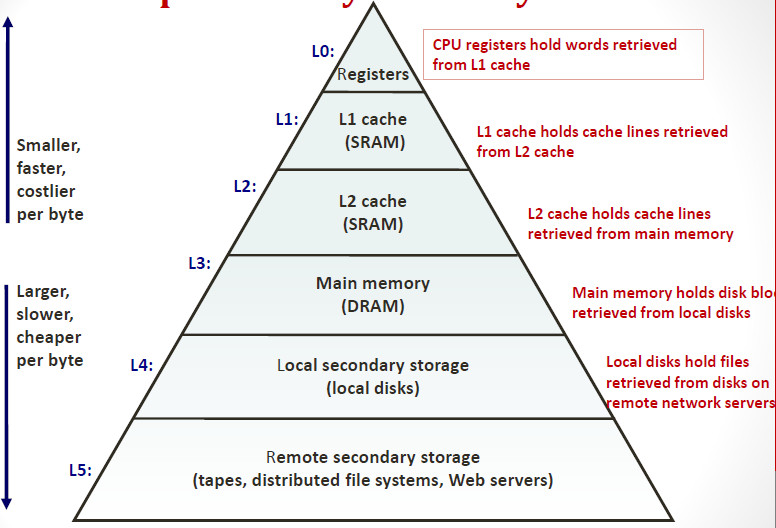 L0:
Registers
CPU registers hold words retrieved
from L1 cache
L1:
L1 cache
(SRAM)
L1 cache holds cache lines retrieved
from L2 cache
Smaller,
faster,
costlier
per byte
L2:
L2 cache
(SRAM)
L2 cache holds cache lines
retrieved from main memory
L3:
Main memory
(DRAM)
Main memory holds disk
retrieved from local disks
Larger,
slower,
cheaper
per byte
L4:
Local secondary storage
(local disks)
Local disks hold files
retrieved from disks on
remote network servers
L5:
Remote secondary storage
(tapes, distributed file systems, Web servers)